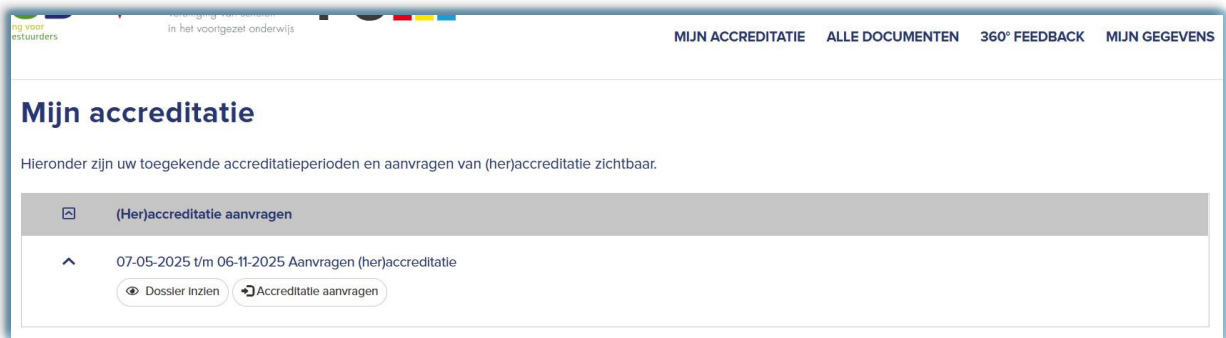 ng voor
estuurders
in het voortgezet onderwijs
MIJN ACCREDITATIE ALLE DOCUMENTEN 360° FEEDBACK MIJN GEGEVENS
Mijn accreditatie
Hieronder zijn uw toegekende accreditatieperioden en aanvragen van (her)accreditatie zichtbaar.
(Her)accreditatie aanvragen
07-05-2025 t/m 06-11-2025 Aanvragen (her)accreditatie
Dossier inzien Accreditatie aanvragen